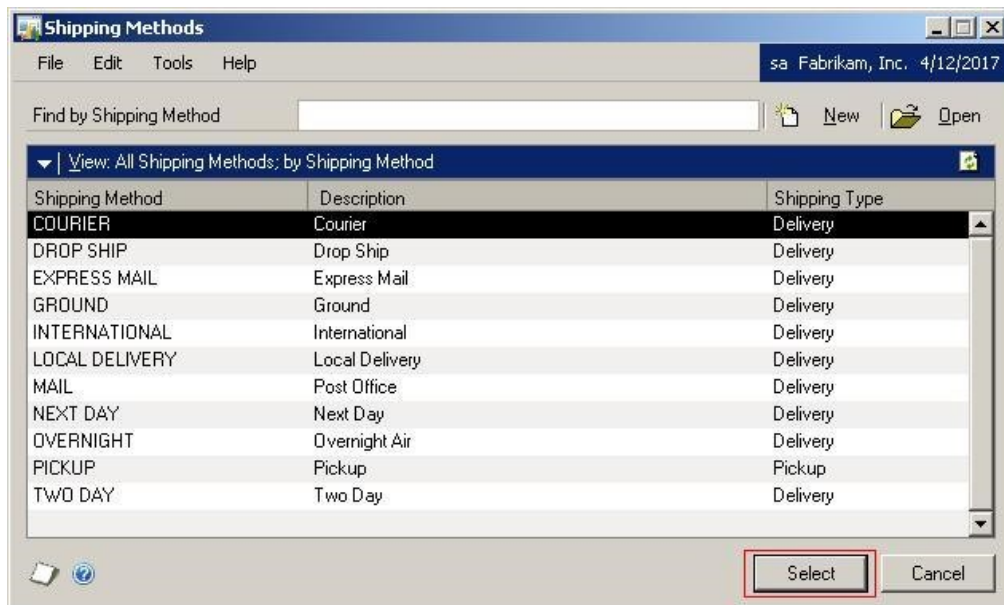 Shipping Methods
File Edit Tools Help sa Fabrikam, Inc. 4/12/2017
Find by Shipping Method New Open
View: All Shipping Methods; by Shipping Method
Shipping Method Description Shipping Type
COURIER Courier Delivery
DROP SHIP Drop Ship Delivery
EXPRESS MAIL Express Mail Delivery
GROUND Ground Delivery
INTERNATIONAL International Delivery
LOCAL DELIVERY Local Delivery Delivery
MAIL Post Office Delivery
NEXT DAY Next Day Delivery
OVERNIGHT Overnight Air Delivery
PICKUP Pickup Pickup
TWO DAY Two Day Delivery
Select Cancel